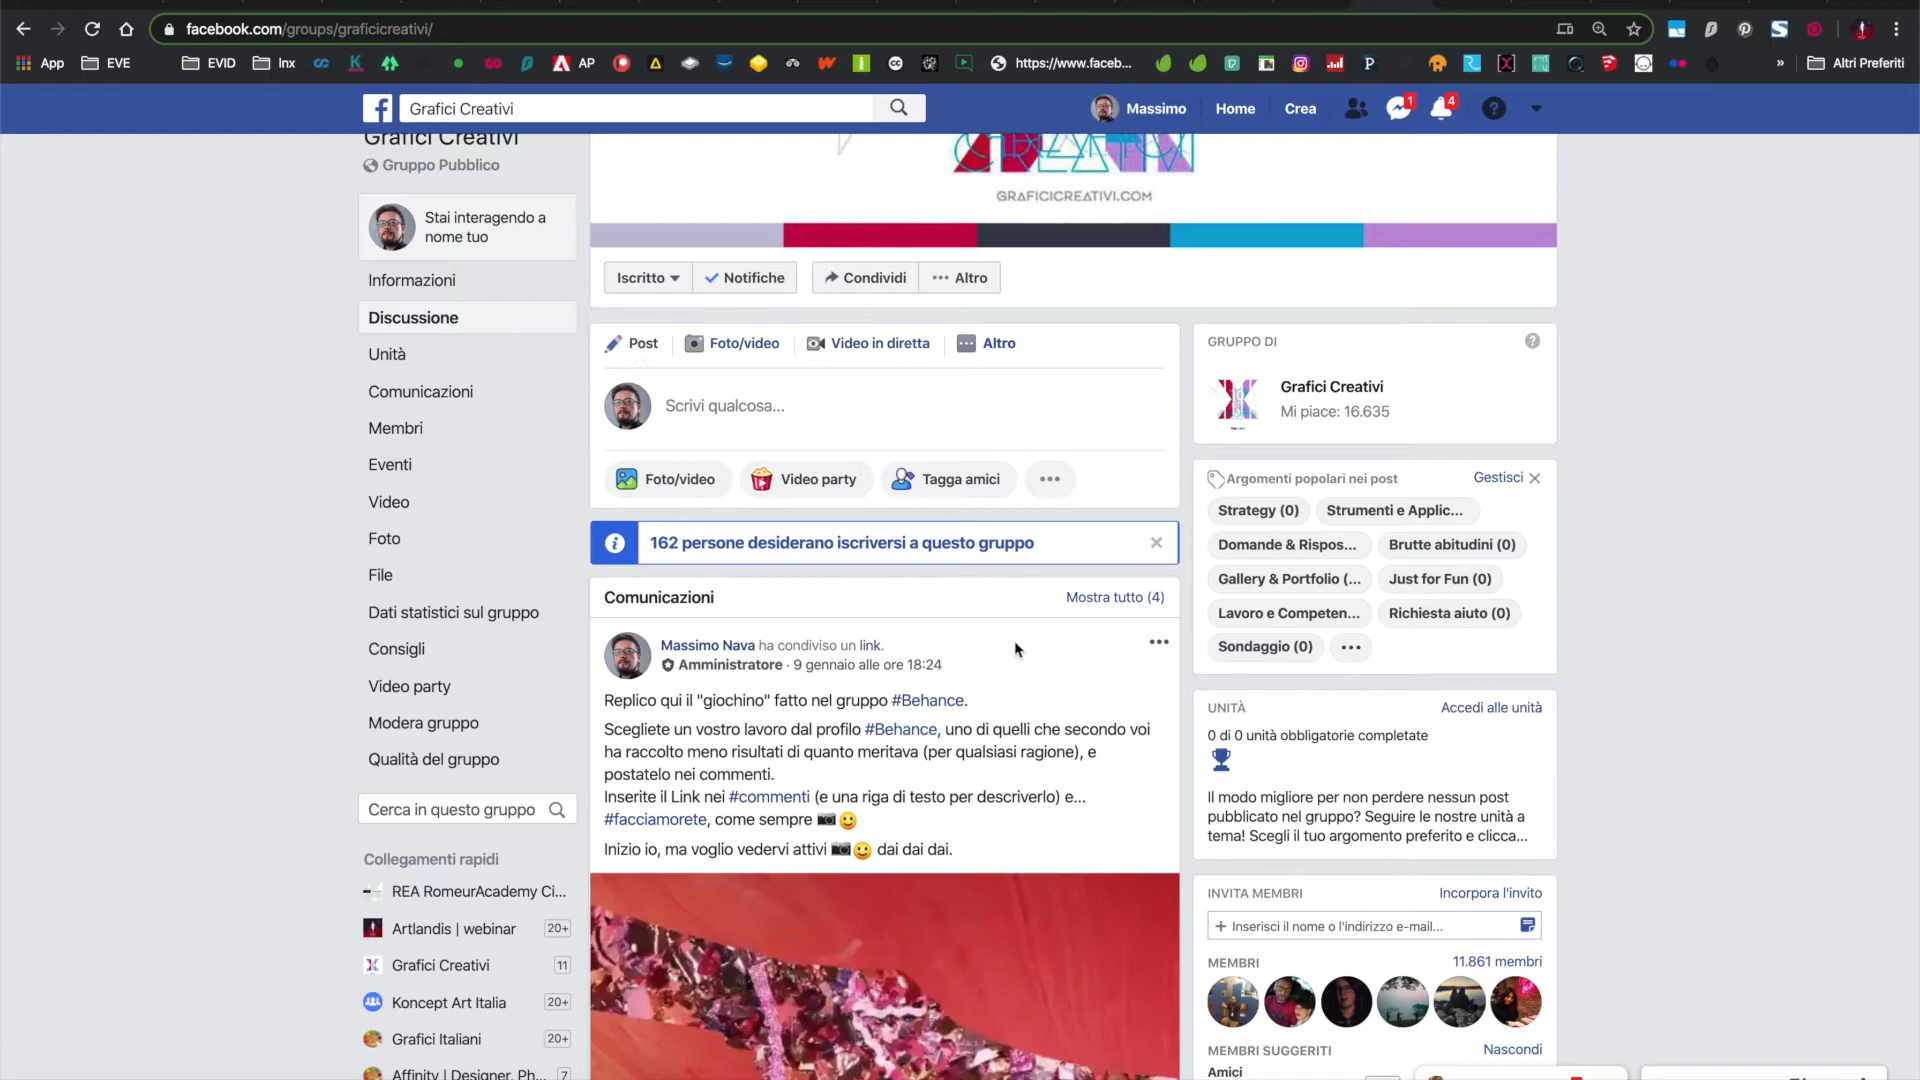 facebook.com/groups/graficicreativi/
App
EVE
EVID
Inx
AP
https://www.faceb...
»
Altri Preferiti
Grafici Creativi
Massimo
Home
Crea
1
4
Grafici Creativi
Gruppo Pubblico
Stai interagendo a
nome tuo
Informazioni
Discussione
Unità
Comunicazioni
Membri
Eventi
Video
Foto
File
Dati statistici sul gruppo
Consigli
Video party
Modera gruppo
Qualità del gruppo
Cerca in questo gruppo
Collegamenti rapidi
REA RomeurAcademy Ci...
Artlandis | webinar 20+
Grafici Creativi 11
Koncept Art Italia 20+
Grafici Italiani 20+
Affinity | Designer, Ph... 7
CREATIVI
GRAFICICREATIVI.COM
Iscritto
Notifiche
Condividi
Altro
Post
Foto/video
Video in diretta
Altro
Scrivi qualcosa...
Foto/video
Video party
Tagga amici
162 persone desiderano iscriversi a questo gruppo
Comunicazioni
Mostra tutto (4)
Massimo Nava ha condiviso un link.
Amministratore · 9 gennaio alle ore 18:24
Replico qui il "giochino" fatto nel gruppo #Behance.
Scegliete un vostro lavoro dal profilo #Behance, uno di quelli che secondo voi
ha raccolto meno risultati di quanto meritava (per qualsiasi ragione), e
postatelo nei commenti.
Inserite il Link nei #commenti (e una riga di testo per descriverlo) e...
#facciamorete, come sempre 📷🙂
Inizio io, ma voglio vedervi attivi 📷🙂 dai dai dai.
GRUPPO DI
Grafici Creativi
Mi piace: 16.635
Argomenti popolari nei post
Gestisci
Strategy (0)
Strumenti e Applic...
Domande & Rispos...
Brutte abitudini (0)
Gallery & Portfolio (...
Just for Fun (0)
Lavoro e Competen...
Richiesta aiuto (0)
Sondaggio (0)
UNITÀ
Accedi alle unità
0 di 0 unità obbligatorie completate
Il modo migliore per non perdere nessun post
pubblicato nel gruppo? Seguire le nostre unità a
tema! Scegli il tuo argomento preferito e clicca...
INVITA MEMBRI
Incorpora l'invito
+ Inserisci il nome o l'indirizzo e-mail...
MEMBRI
11.861 membri
MEMBRI SUGGERITI
Nascondi
Amici